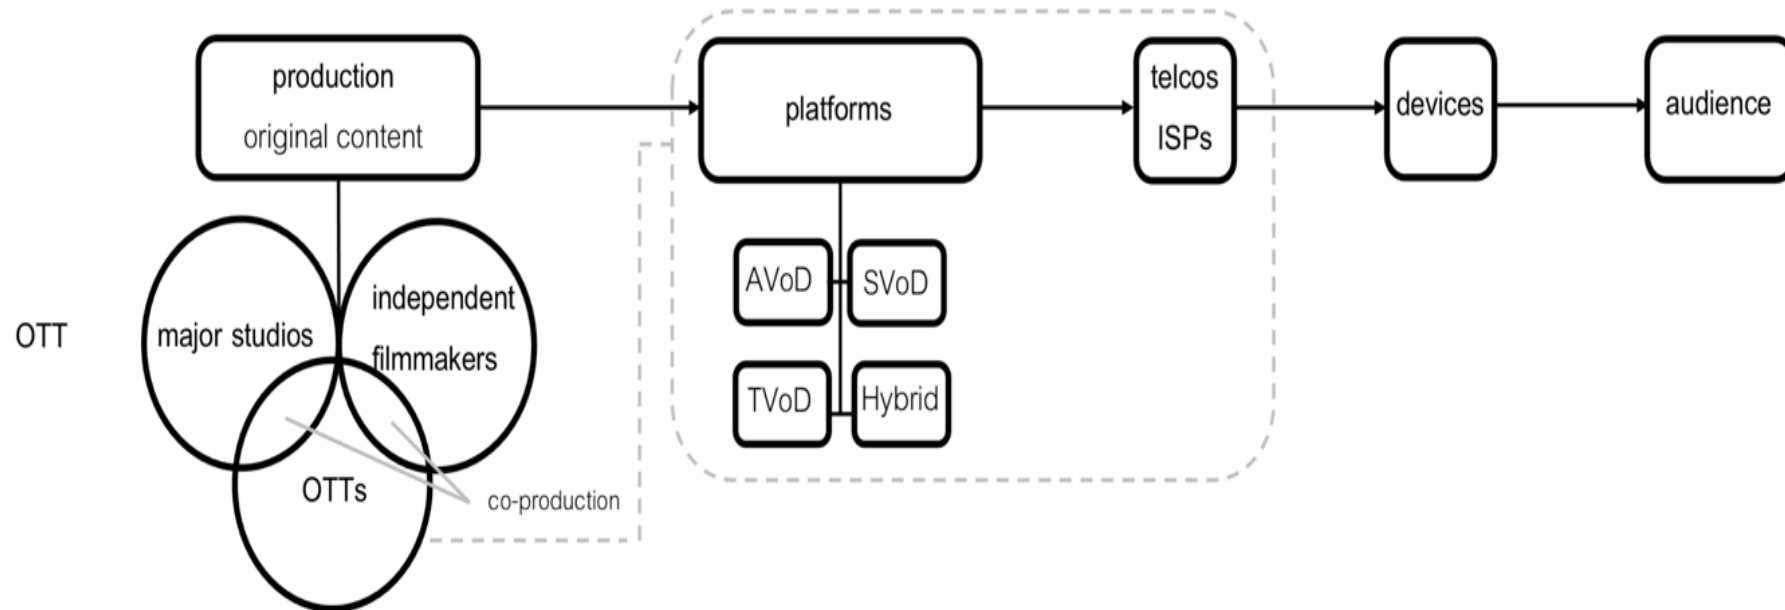 production
original content
platforms
telcos
ISPs
devices
audience
OTT
major studios
independent
filmmakers
OTTs
co-production
AVoD
SVoD
TVoD
Hybrid